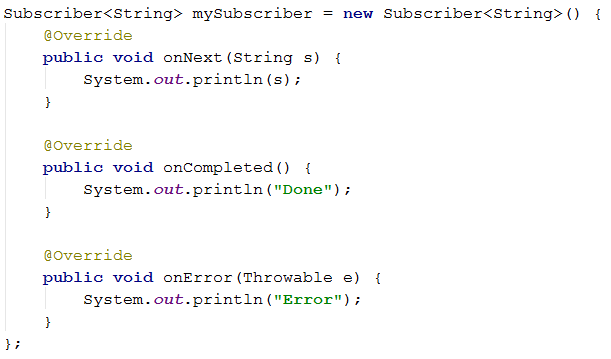 Subscriber<String> mySubscriber = new Subscriber<String>() {
    @Override
    public void onNext(String s) {
        System.out.println(s);
    }

    @Override
    public void onCompleted() {
        System.out.println("Done");
    }

    @Override
    public void onError(Throwable e) {
        System.out.println("Error");
    }
};